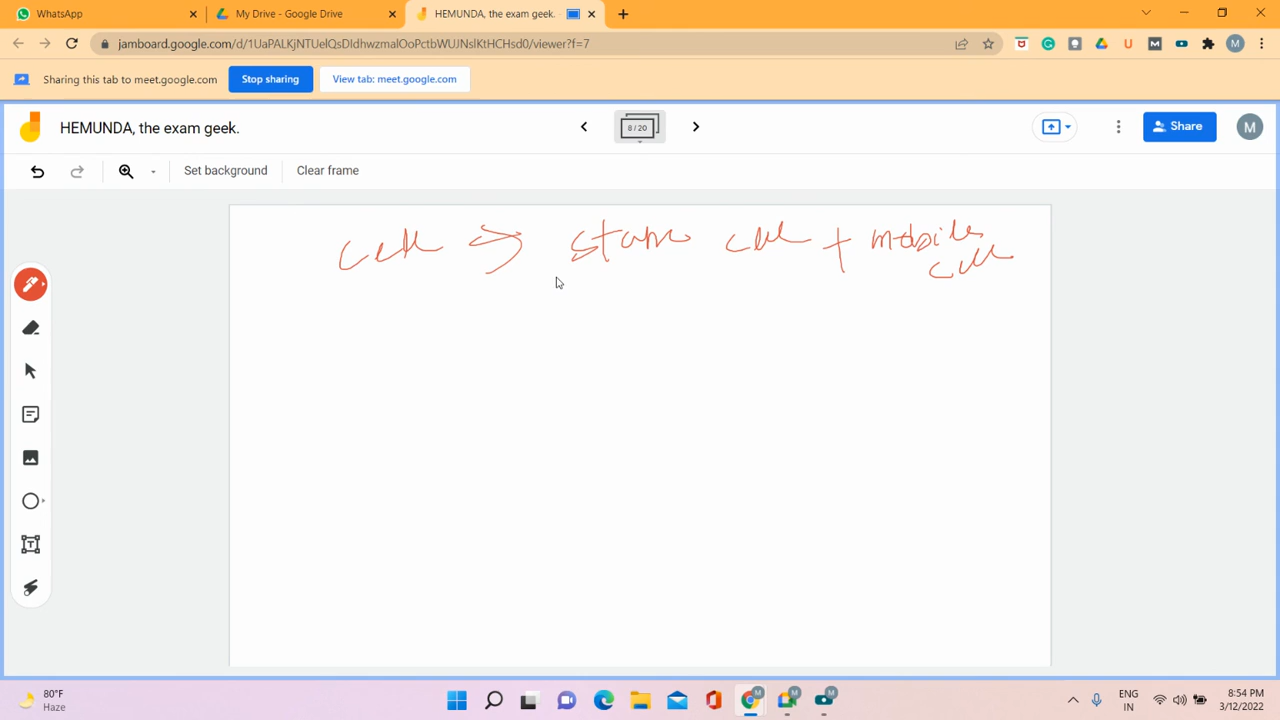 WhatsApp
My Drive - Google Drive
HEMUNDA, the exam geek.
jamboard.google.com/d/1UaPALKjNTUelQsDIdhwzmalOoPctbWUJNslKtHCHsd0/viewer?f=7
Sharing this tab to meet.google.com
Stop sharing
View tab: meet.google.com
HEMUNDA, the exam geek.
8 / 20
Share
M
Set background
Clear frame
cell ⇒ cell + mobile
cell
80°F
Haze
ENG
IN
8:54 PM
3/12/2022